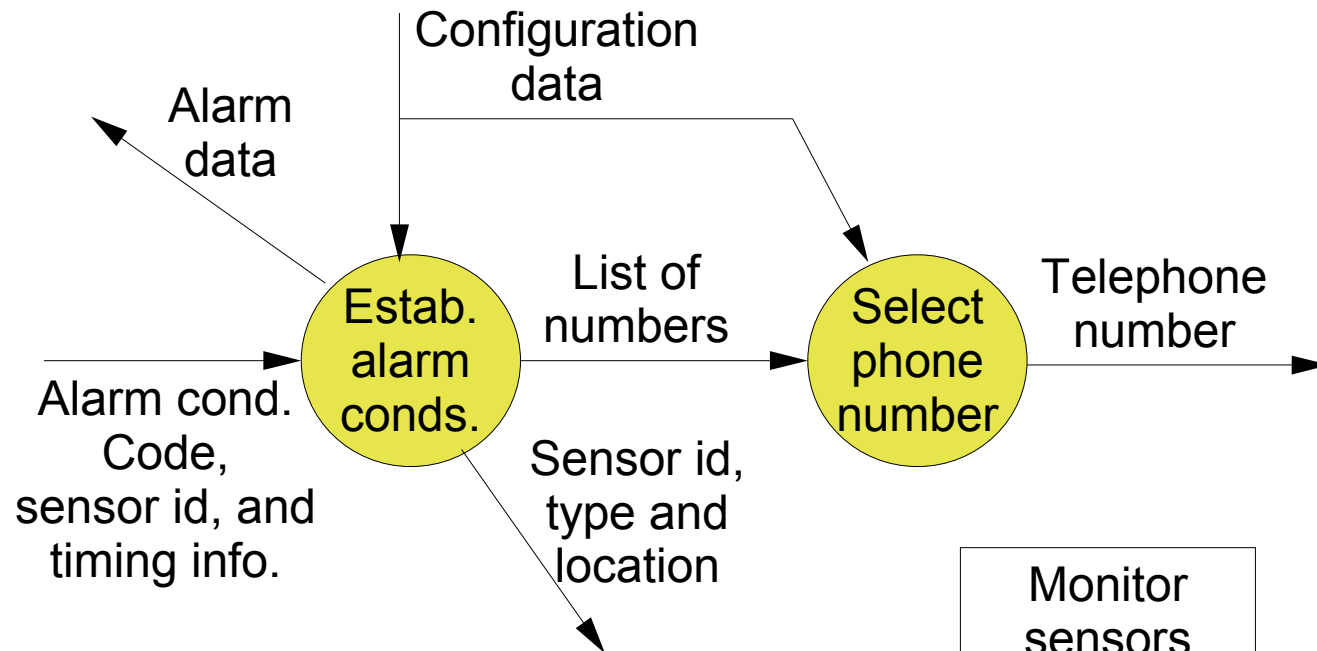 Configuration
data
Alarm
data
List of
numbers
Telephone
number
Estab.
alarm
conds.
Select
phone
number
Alarm cond.
Code,
sensor id, and
timing info.
Sensor id,
type and
location
Monitor
sensors